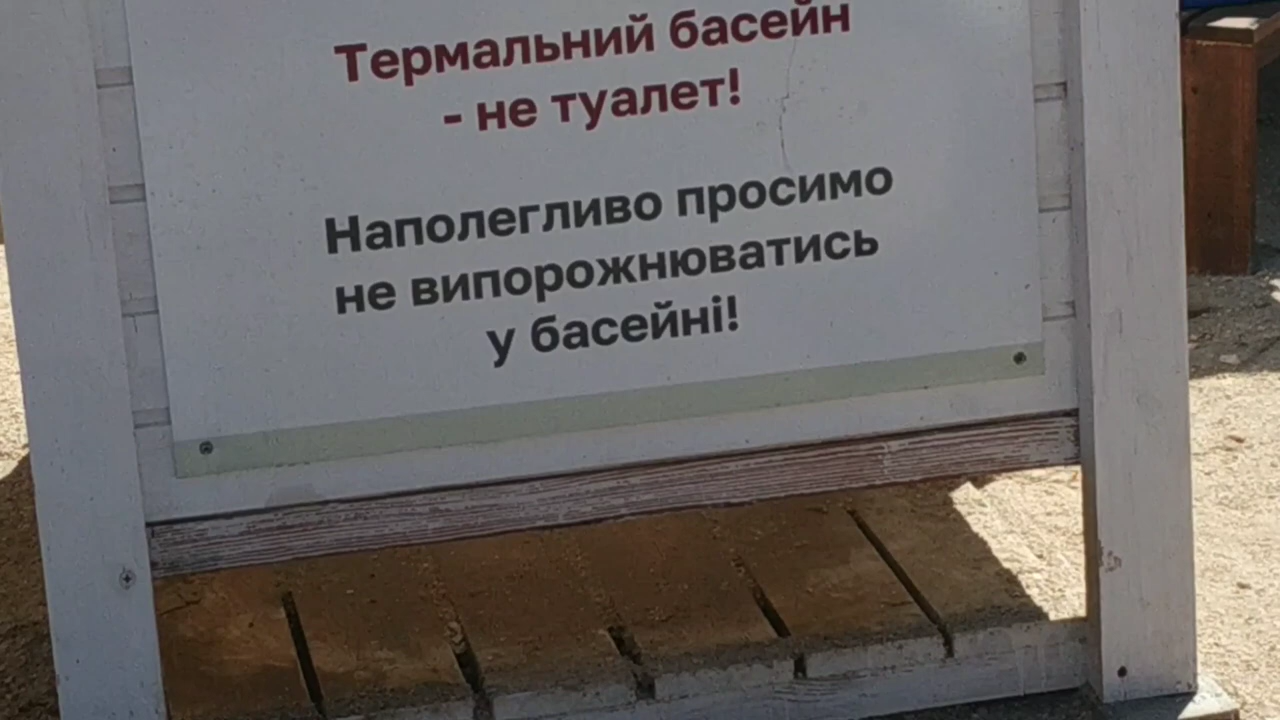 Термальний басейн
- не туалет!
Наполегливо просимо
не випорожнюватись
у басейні!